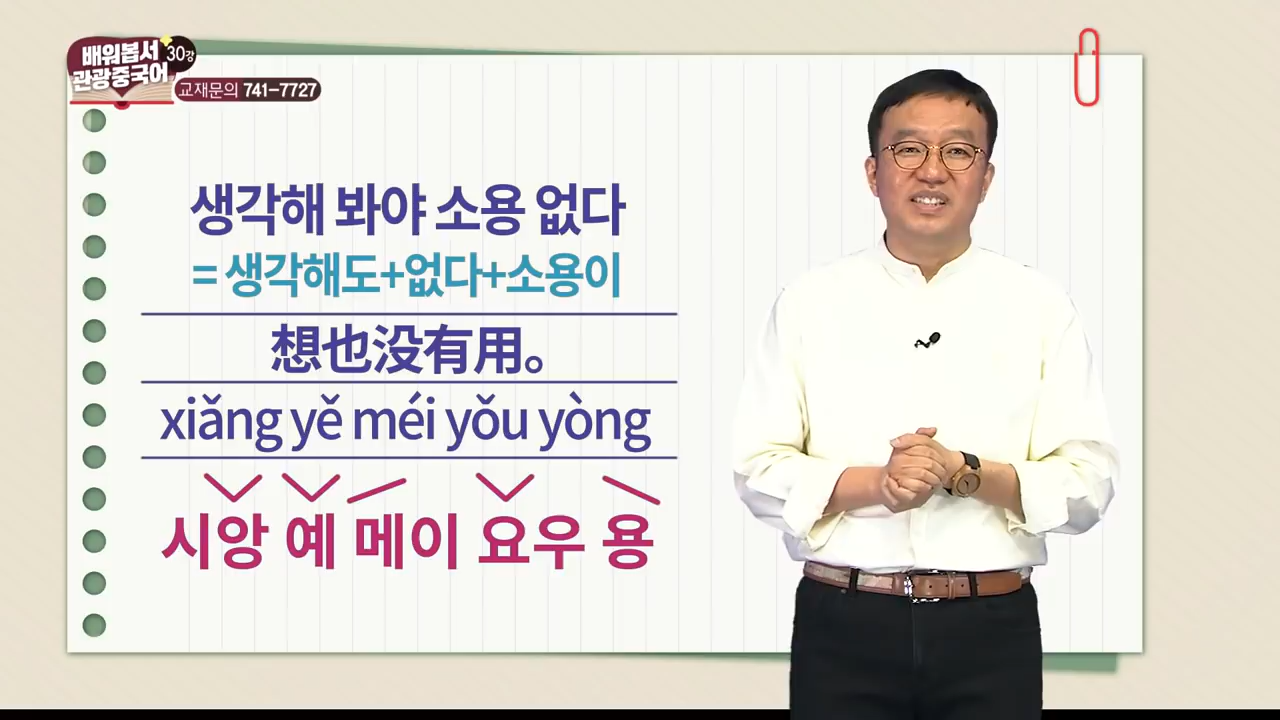 배워봅서 30강
관광중국어
교재문의 741-7727
생각해 봐야 소용 없다
= 생각해도+없다+소용이
想也没有用。
xiǎng yě méi yǒu yòng
시앙 예 메이 요우 용